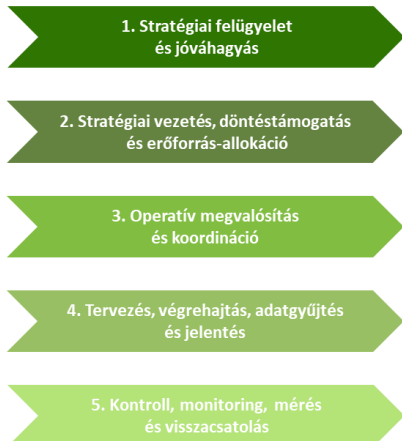 1. Stratégiai felügyelet
és jóváhagyás
2. Stratégiai vezetés, döntéstámogatás
és erőforrás-allokáció
3. Operatív megvalósítás
és koordináció
4. Tervezés, végrehajtás, adatgyűjtés
és jelentés
5. Kontroll, monitoring, mérés
és visszacsatolás